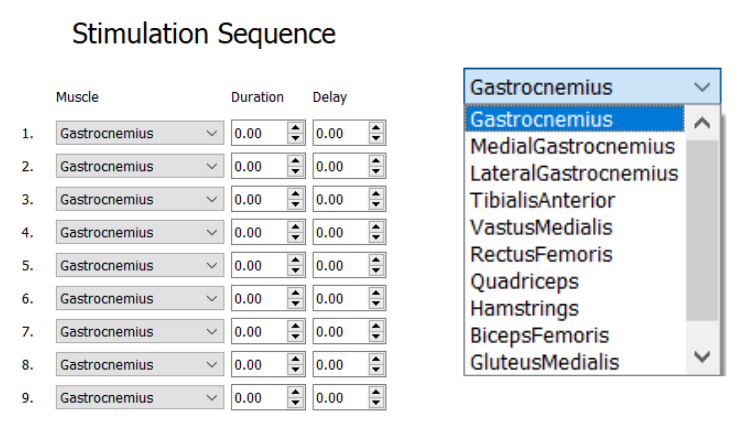 Stimulation Sequence
Muscle Duration Delay
1. Gastrocnemius 0.00 0.00
2. Gastrocnemius 0.00 0.00
3. Gastrocnemius 0.00 0.00
4. Gastrocnemius 0.00 0.00
5. Gastrocnemius 0.00 0.00
6. Gastrocnemius 0.00 0.00
7. Gastrocnemius 0.00 0.00
8. Gastrocnemius 0.00 0.00
9. Gastrocnemius 0.00 0.00
Gastrocnemius
Gastrocnemius
MedialGastrocnemius
LateralGastrocnemius
TibialisAnterior
VastusMedialis
RectusFemoris
Quadriceps
Hamstrings
BicepsFemoris
GluteusMedialis